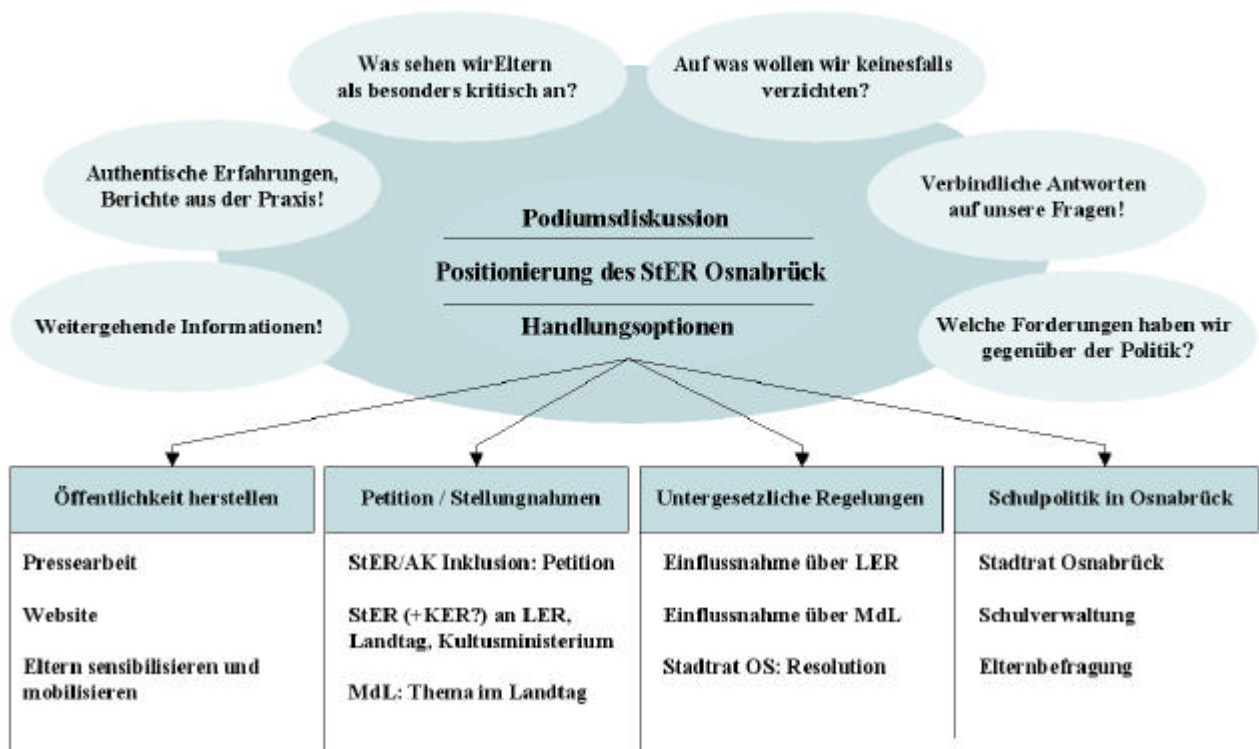 Was sehen wirEltern
als besonders kritisch an?
Auf was wollen wir keinesfalls
verzichten?
Authentische Erfahrungen,
Berichte aus der Praxis!
Verbindliche Antworten
auf unsere Fragen!
Weitergehende Informationen!
Welche Forderungen haben wir
gegenüber der Politik?
Podiumsdiskussion
Positionierung des StER Osnabrück
Handlungsoptionen
Öffentlichkeit herstellen
Pressearbeit
Website
Eltern sensibilisieren und
mobilisieren
Petition / Stellungnahmen
StER/AK Inklusion: Petition
StER (+KER?) an LER,
Landtag, Kultusministerium
MdL: Thema im Landtag
Untergesetzliche Regelungen
Einflussnahme über LER
Einflussnahme über MdL
Stadtrat OS: Resolution
Schulpolitik in Osnabrück
Stadtrat Osnabrück
Schulverwaltung
Elternbefragung